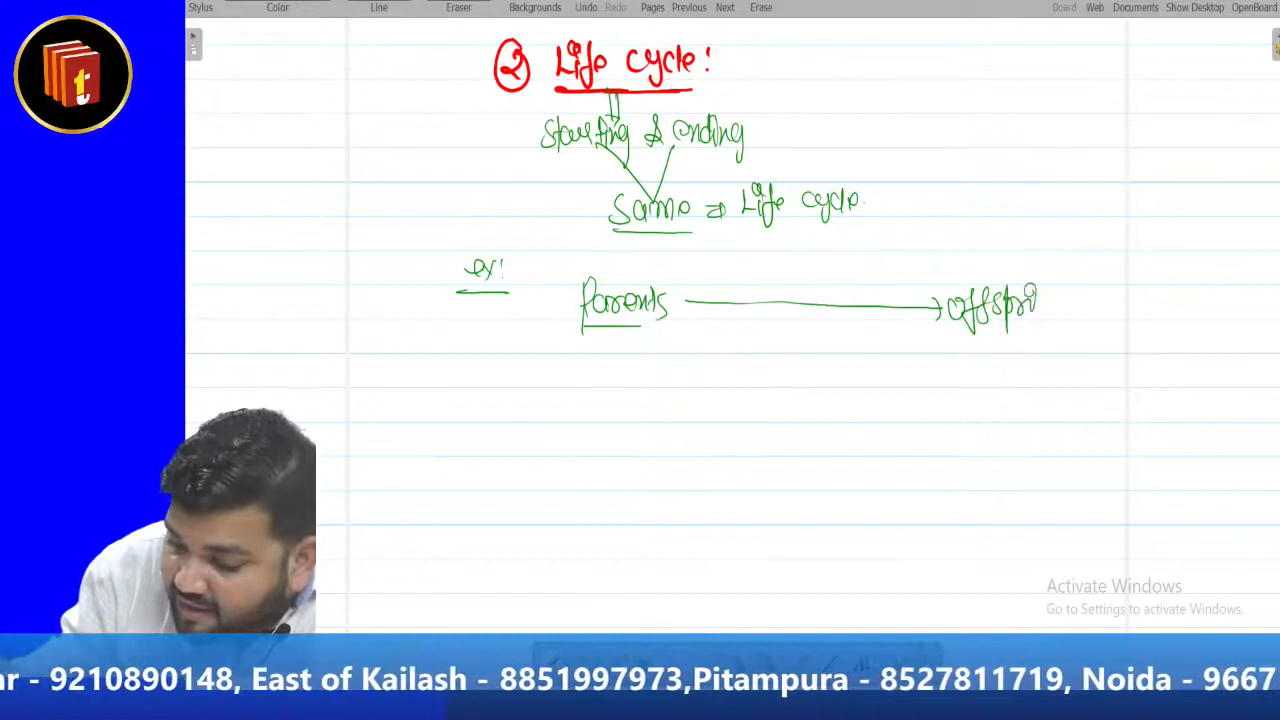 Stylus Color Line Eraser Backgrounds Undo Redo Pages Previous Next Erase Board Web Documents Show Desktop OpenBoard
t
② Life cycle:
Starting & ending
Same ⇒ Life cycle.
ex:
Parents → offspri
Activate Windows
Go to Settings to activate Windows.
ar - 9210890148, East of Kailash - 8851997973,Pitampura - 8527811719, Noida - 9667